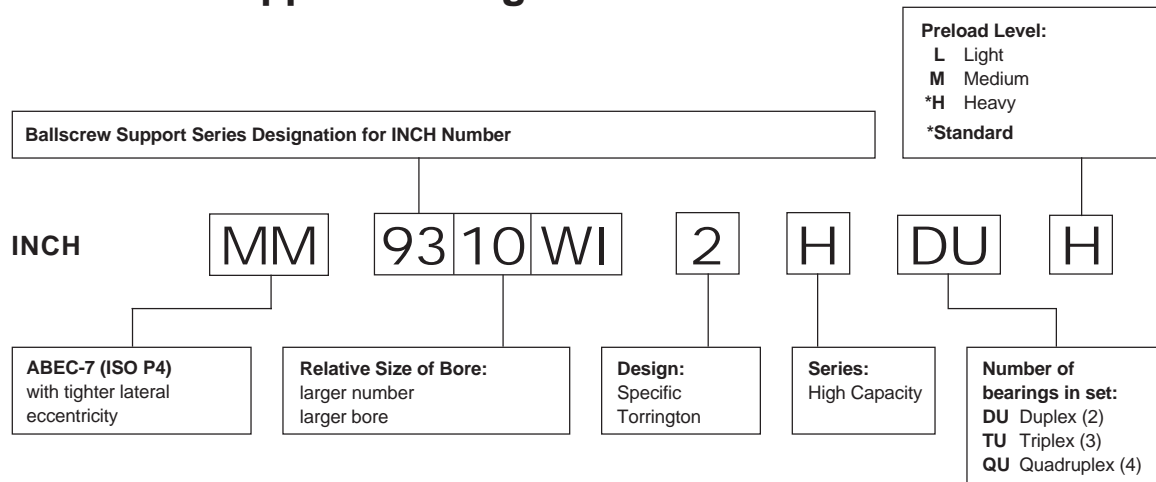 Preload Level:
L Light
M Medium
*H Heavy
*Standard
Ballscrew Support Series Designation for INCH Number
INCH MM 93 10 WI 2 H DU H
ABEC-7 (ISO P4)
with tighter lateral
eccentricity
Relative Size of Bore:
larger number
larger bore
Design:
Specific
Torrington
Series:
High Capacity
Number of
bearings in set:
DU Duplex (2)
TU Triplex (3)
QU Quadruplex (4)